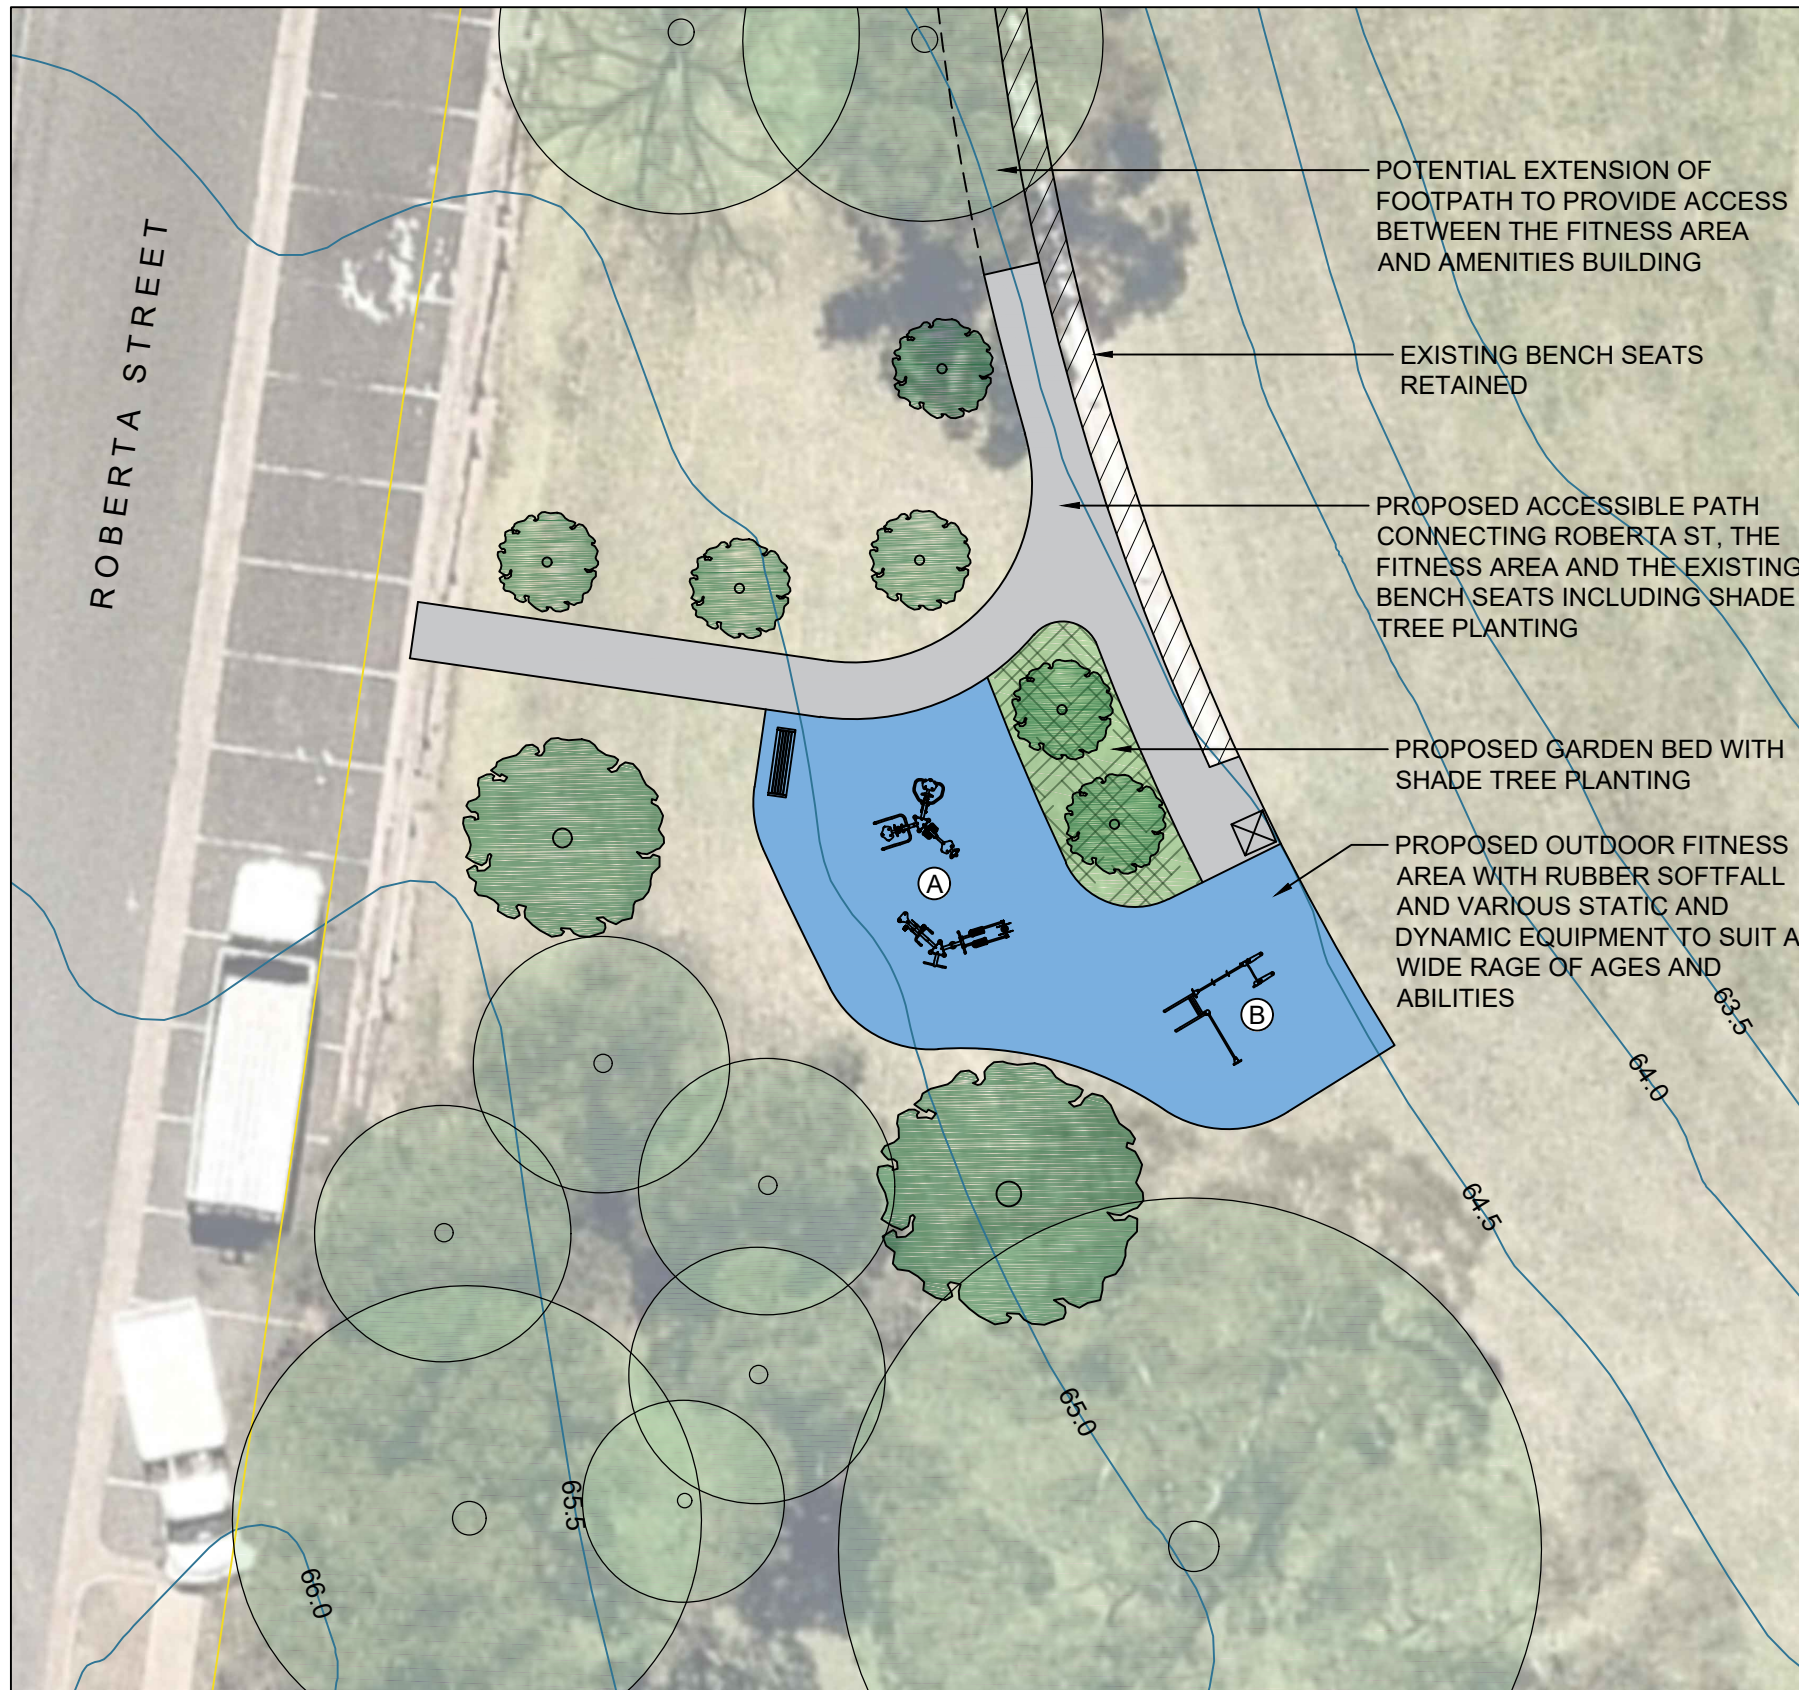 POTENTIAL EXTENSION OF
FOOTPATH TO PROVIDE ACCESS
BETWEEN THE FITNESS AREA
AND AMENITIES BUILDING
ROBERTA STREET
EXISTING BENCH SEATS
RETAINED
PROPOSED ACCESSIBLE PATH
CONNECTING ROBERTA ST, THE
FITNESS AREA AND THE EXISTING
BENCH SEATS INCLUDING SHADE
TREE PLANTING
PROPOSED GARDEN BED WITH
SHADE TREE PLANTING
PROPOSED OUTDOOR FITNESS
AREA WITH RUBBER SOFTFALL
AND VARIOUS STATIC AND
DYNAMIC EQUIPMENT TO SUIT A
WIDE RAGE OF AGES AND
ABILITIES
A
B
63.5
64.0
64.5
65.0
65.5
66.0